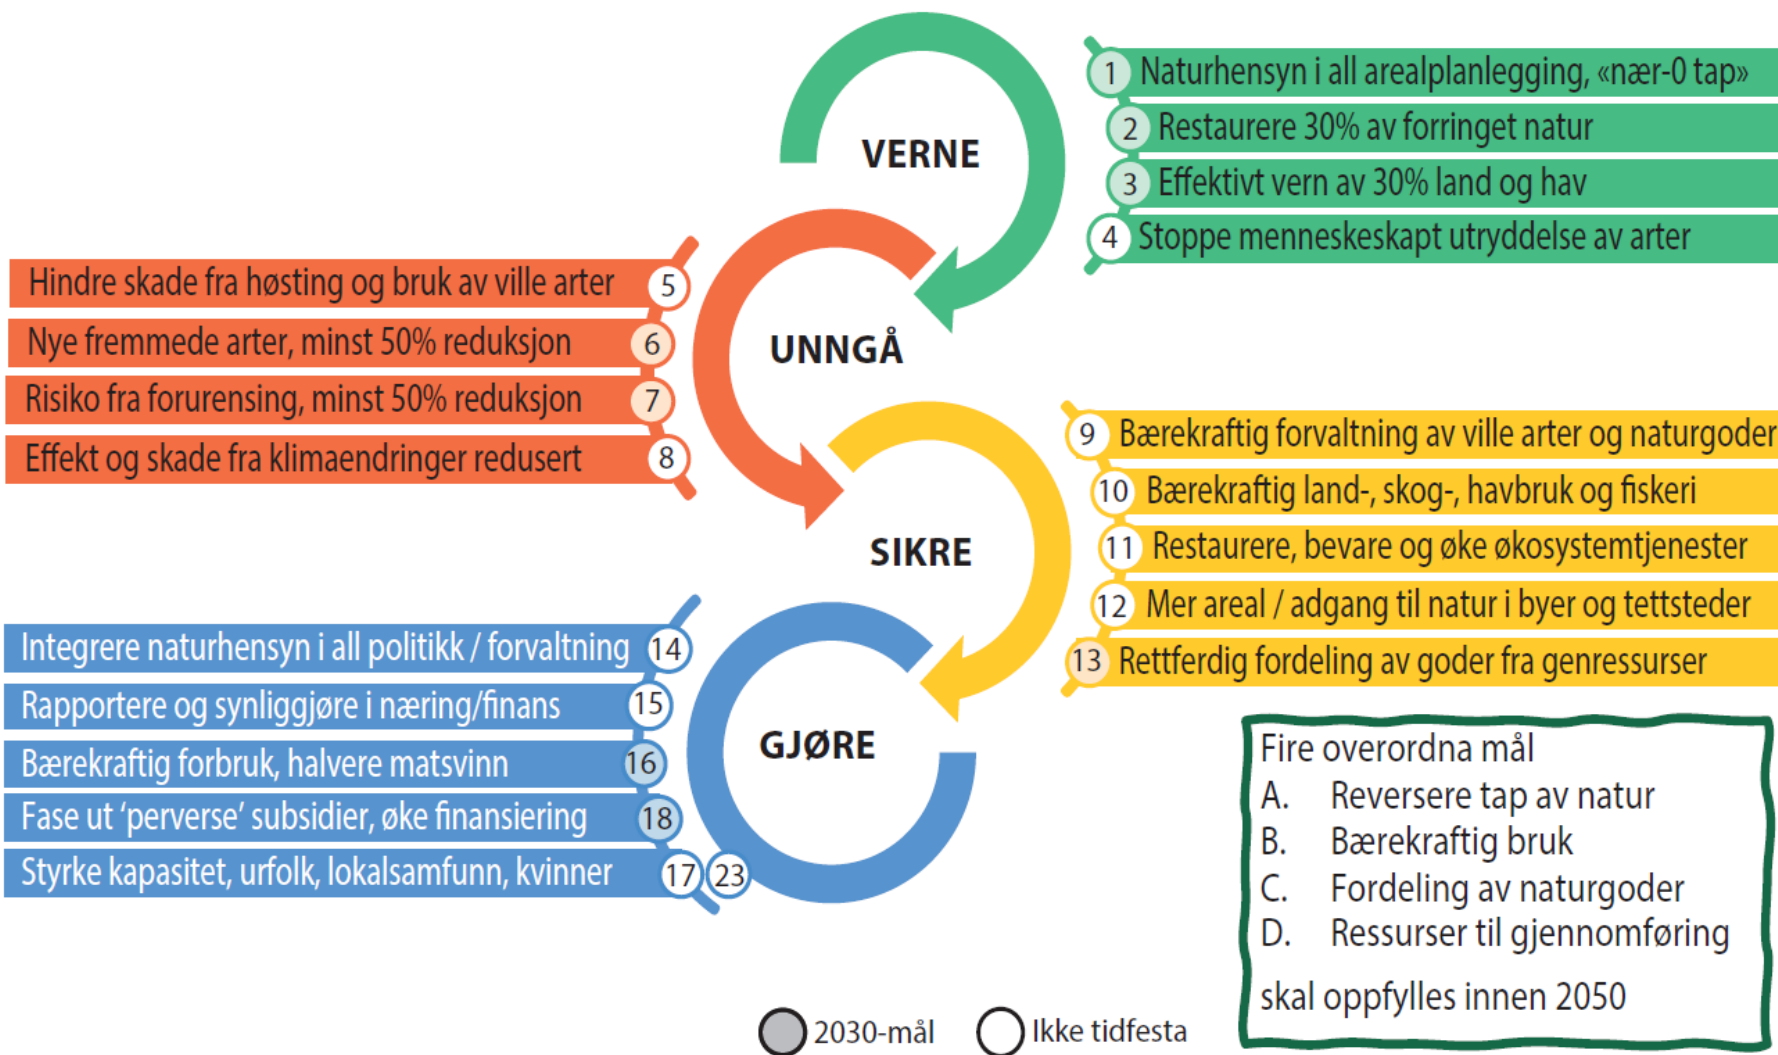 VERNE
1 Naturhensyn i all arealplanlegging, «nær-0 tap»
2 Restaurere 30% av forringet natur
3 Effektivt vern av 30% land og hav
4 Stoppe menneskeskapt utryddelse av arter
UNNGÅ
Hindre skade fra høsting og bruk av ville arter 5
Nye fremmede arter, minst 50% reduksjon 6
Risiko fra forurensing, minst 50% reduksjon 7
Effekt og skade fra klimaendringer redusert 8
SIKRE
9 Bærekraftig forvaltning av ville arter og naturgoder
10 Bærekraftig land-, skog-, havbruk og fiskeri
11 Restaurere, bevare og øke økosystemtjenester
12 Mer areal / adgang til natur i byer og tettsteder
13 Rettferdig fordeling av goder fra genressurser
GJØRE
Integrere naturhensyn i all politikk / forvaltning 14
Rapportere og synliggjøre i næring/finans 15
Bærekraftig forbruk, halvere matsvinn 16
Fase ut ‘perverse’ subsidier, øke finansiering 18
Styrke kapasitet, urfolk, lokalsamfunn, kvinner 17 23
Fire overordna mål
A. Reversere tap av natur
B. Bærekraftig bruk
C. Fordeling av naturgoder
D. Ressurser til gjennomføring
skal oppfylles innen 2050
2030-mål
Ikke tidfesta